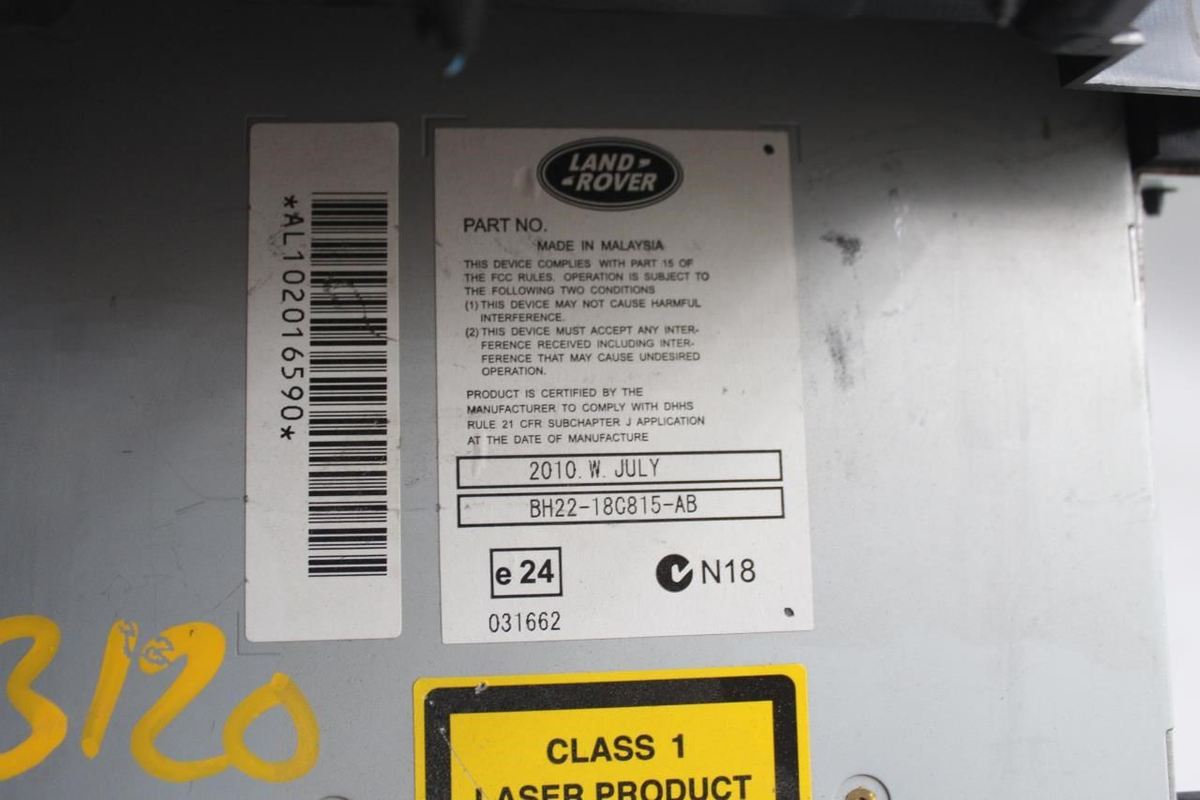 *AL102016590*
LAND
ROVER
PART NO.
MADE IN MALAYSIA
THIS DEVICE COMPLIES WITH PART 15 OF
THE FCC RULES. OPERATION IS SUBJECT TO
THE FOLLOWING TWO CONDITIONS
(1) THIS DEVICE MAY NOT CAUSE HARMFUL
INTERFERENCE.
(2) THIS DEVICE MUST ACCEPT ANY INTER-
FERENCE RECEIVED INCLUDING INTER-
FERENCE THAT MAY CAUSE UNDESIRED
OPERATION.
PRODUCT IS CERTIFIED BY THE
MANUFACTURER TO COMPLY WITH DHHS
RULE 21 CFR SUBCHAPTER J APPLICATION
AT THE DATE OF MANUFACTURE
2010. W. JULY
BH22-18C815-AB
e 24
N18
031662
3120
CLASS 1
LASER PRODUCT